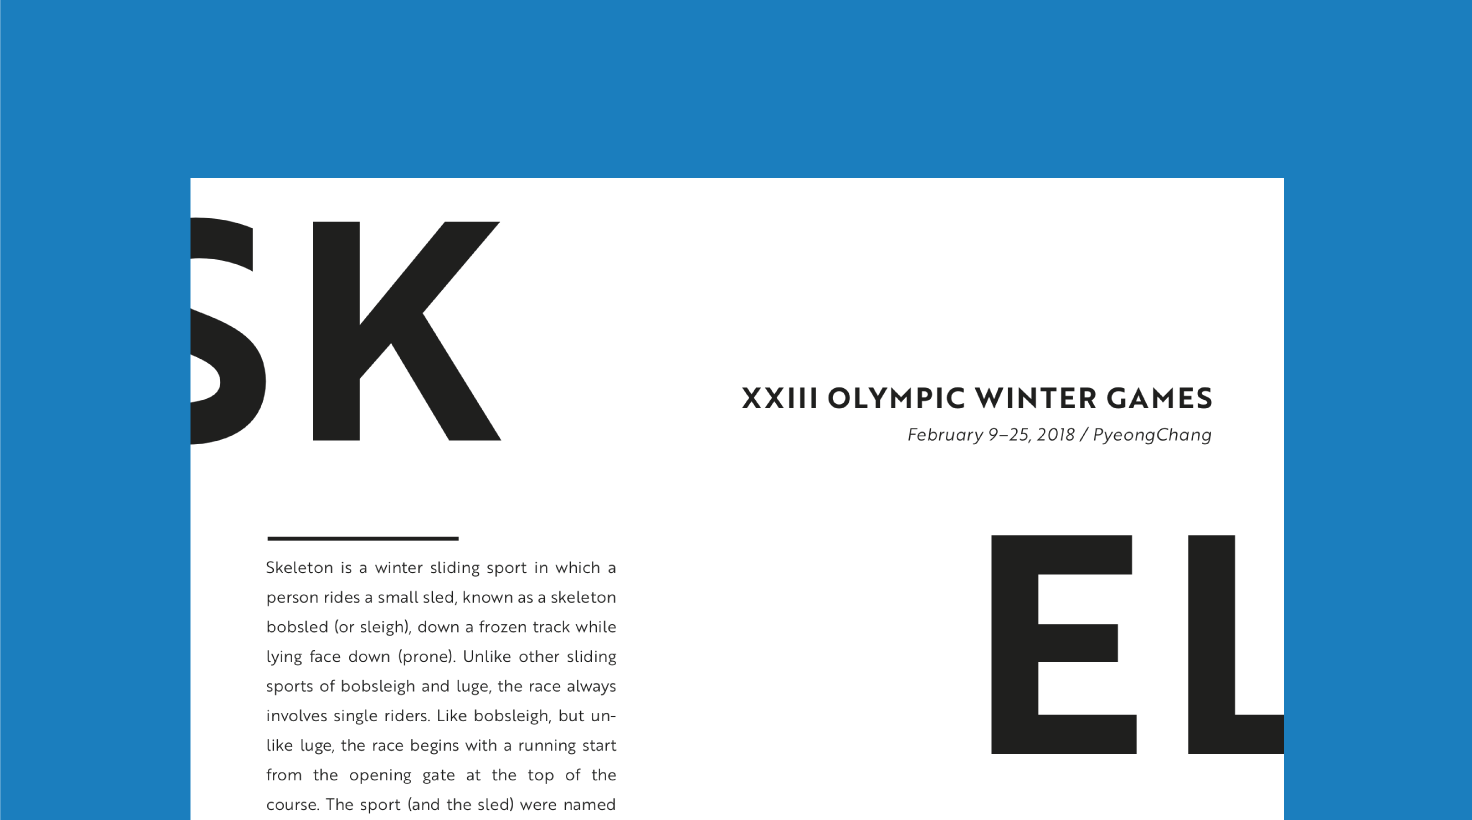 SK
XXIII OLYMPIC WINTER GAMES
February 9–25, 2018 / PyeongChang
Skeleton is a winter sliding sport in which a
person rides a small sled, known as a skeleton
bobsled (or sleigh), down a frozen track while
lying face down (prone). Unlike other sliding
sports of bobsleigh and luge, the race always
involves single riders. Like bobsleigh, but un-
like luge, the race begins with a running start
from the opening gate at the top of the
course. The sport (and the sled) were named
EL